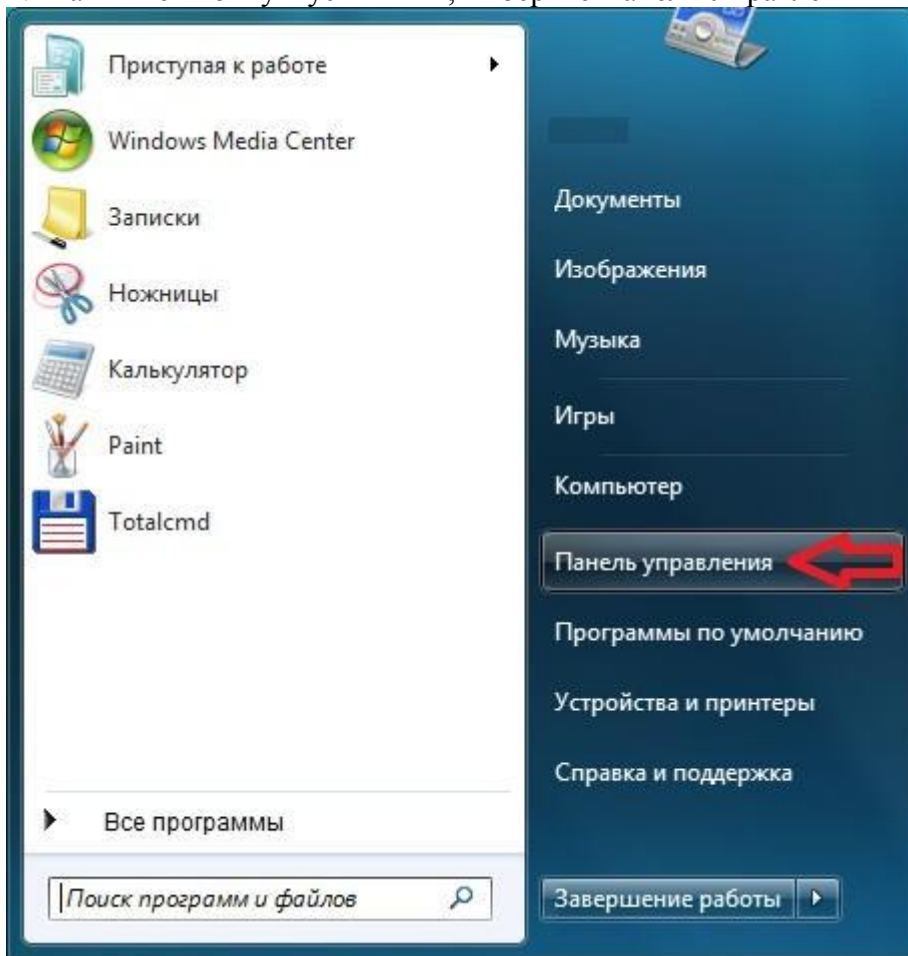 Приступая к работе
Windows Media Center
Записки
Ножницы
Калькулятор
Paint
Totalcmd
Все программы
Поиск программ и файлов
Документы
Изображения
Музыка
Игры
Компьютер
Панель управления
Программы по умолчанию
Устройства и принтеры
Справка и поддержка
Завершение работы